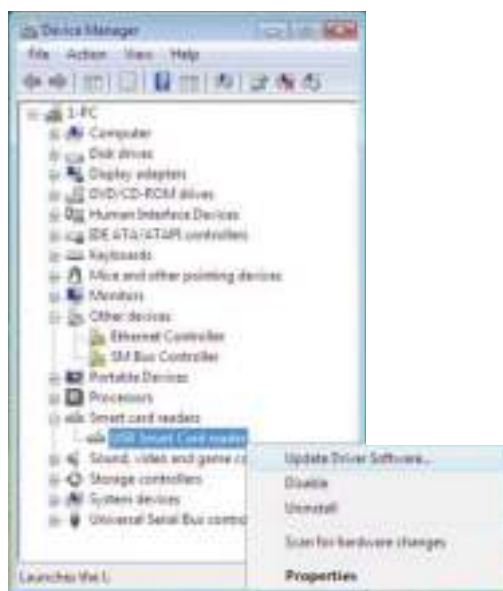 Device Manager
File Action View Help
1-PC
Computer
Disk drives
Display adapters
DVD/CD-ROM drives
Human Interface Devices
IDE ATA/ATAPI controllers
Keyboards
Mice and other pointing devices
Monitors
Other devices
Ethernet Controller
SM Bus Controller
Portable Devices
Processors
Smart card readers
USB Smart Card reader
Sound, video and game c
Storage controllers
System devices
Universal Serial Bus contro
Update Driver Software...
Disable
Uninstall
Scan for hardware changes
Properties
Launches the U